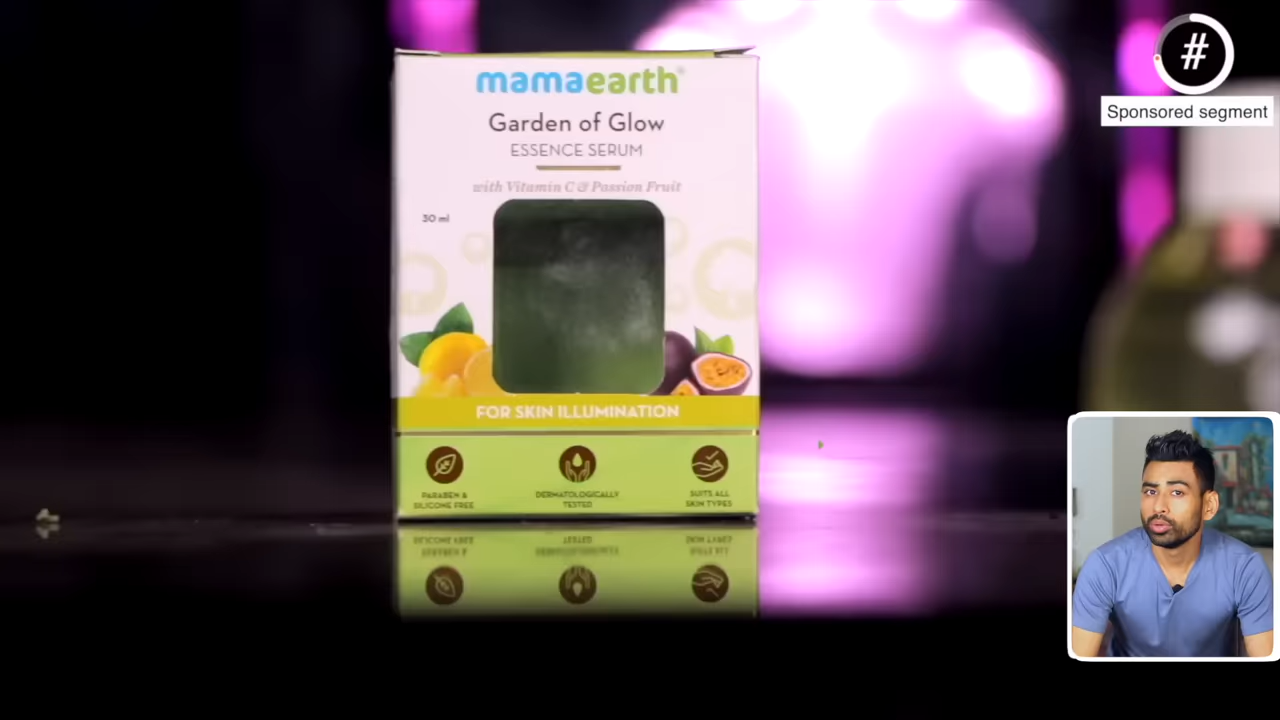 #
Sponsored segment
mamaearth®
Garden of Glow
ESSENCE SERUM
with Vitamin C & Passion Fruit
30 ml
FOR SKIN ILLUMINATION
PARABEN &
SILICONE FREE
DERMATOLOGICALLY
TESTED
SUITS ALL
SKIN TYPES